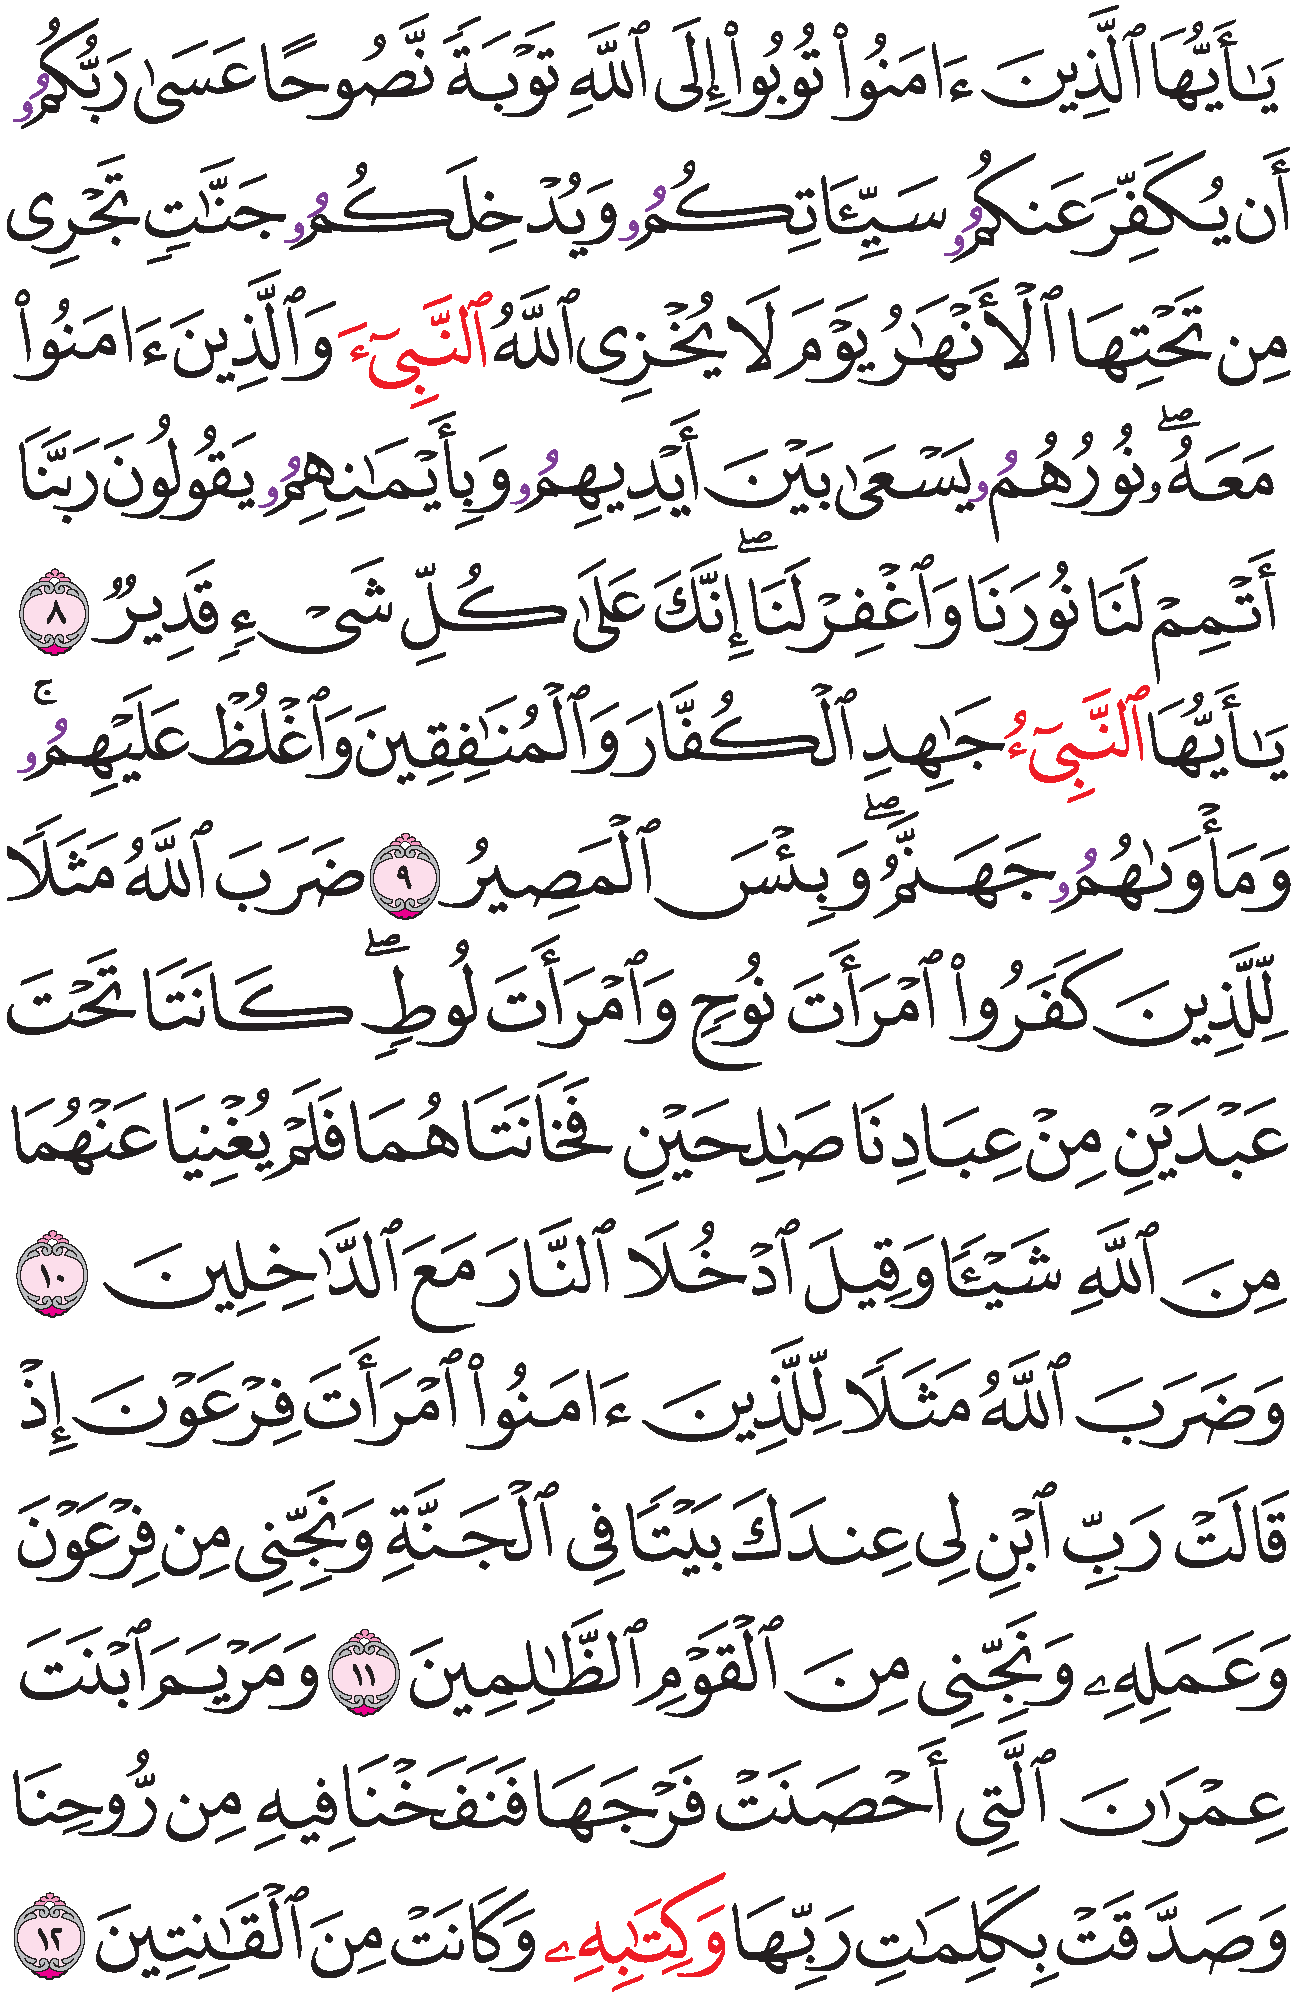 يَٰٓأَيُّهَا ٱلَّذِينَ ءَامَنُواْ تُوبُوٓاْ إِلَى ٱللَّهِ تَوْبَةً نَّصُوحًا عَسَىٰ رَبُّكُمُۥ
أَن يُكَفِّرَ عَنكُمُۥ سَيِّـَٔاتِكُمُۥ وَيُدْخِلَكُمُۥ جَنَّٰتٍ تَجْرِى
مِن تَحْتِهَا ٱلْأَنْهَٰرُ يَوْمَ لَا يُخْزِى ٱللَّهُ ٱلنَّبِىٓءَ وَٱلَّذِينَ ءَامَنُواْ
مَعَهُۥۖ نُورُهُمُۥ يَسْعَىٰ بَيْنَ أَيْدِيهِمُۥ وَبِأَيْمَٰنِهِمُۥ يَقُولُونَ رَبَّنَا
أَتْمِمْ لَنَا نُورَنَا وَٱغْفِرْ لَنَاۖ إِنَّكَ عَلَىٰ كُلِّ شَىْءٍ قَدِيرٌ ٨
يَٰٓأَيُّهَا ٱلنَّبِىٓءُ جَٰهِدِ ٱلْكُفَّارَ وَٱلْمُنَٰفِقِينَ وَٱغْلُظْ عَلَيْهِمُۥۚ
وَمَأْوَىٰهُمُۥ جَهَنَّمُۖ وَبِئْسَ ٱلْمَصِيرُ ٩ ضَرَبَ ٱللَّهُ مَثَلًا
لِّلَّذِينَ كَفَرُواْ ٱمْرَأَتَ نُوحٍ وَٱمْرَأَتَ لُوطٍۖ كَانَتَا تَحْتَ
عَبْدَيْنِ مِنْ عِبَادِنَا صَٰلِحَيْنِ فَخَانَتَاهُمَا فَلَمْ يُغْنِيَا عَنْهُمَا
مِنَ ٱللَّهِ شَيْـًٔا وَقِيلَ ٱدْخُلَا ٱلنَّارَ مَعَ ٱلدَّٰخِلِينَ ١٠
وَضَرَبَ ٱللَّهُ مَثَلًا لِّلَّذِينَ ءَامَنُواْ ٱمْرَأَتَ فِرْعَوْنَ إِذْ
قَالَتْ رَبِّ ٱبْنِ لِى عِندَكَ بَيْتًا فِى ٱلْجَنَّةِ وَنَجِّنِى مِن فِرْعَوْنَ
وَعَمَلِهِۦ وَنَجِّنِى مِنَ ٱلْقَوْمِ ٱلظَّٰلِمِينَ ١١ وَمَرْيَمَ ٱبْنَتَ
عِمْرَٰنَ ٱلَّتِى أَحْصَنَتْ فَرْجَهَا فَنَفَخْنَا فِيهِ مِن رُّوحِنَا
وَصَدَّقَتْ بِكَلِمَٰتِ رَبِّهَا وَكِتَٰبِهِۦ وَكَانَتْ مِنَ ٱلْقَٰنِتِينَ ١٢